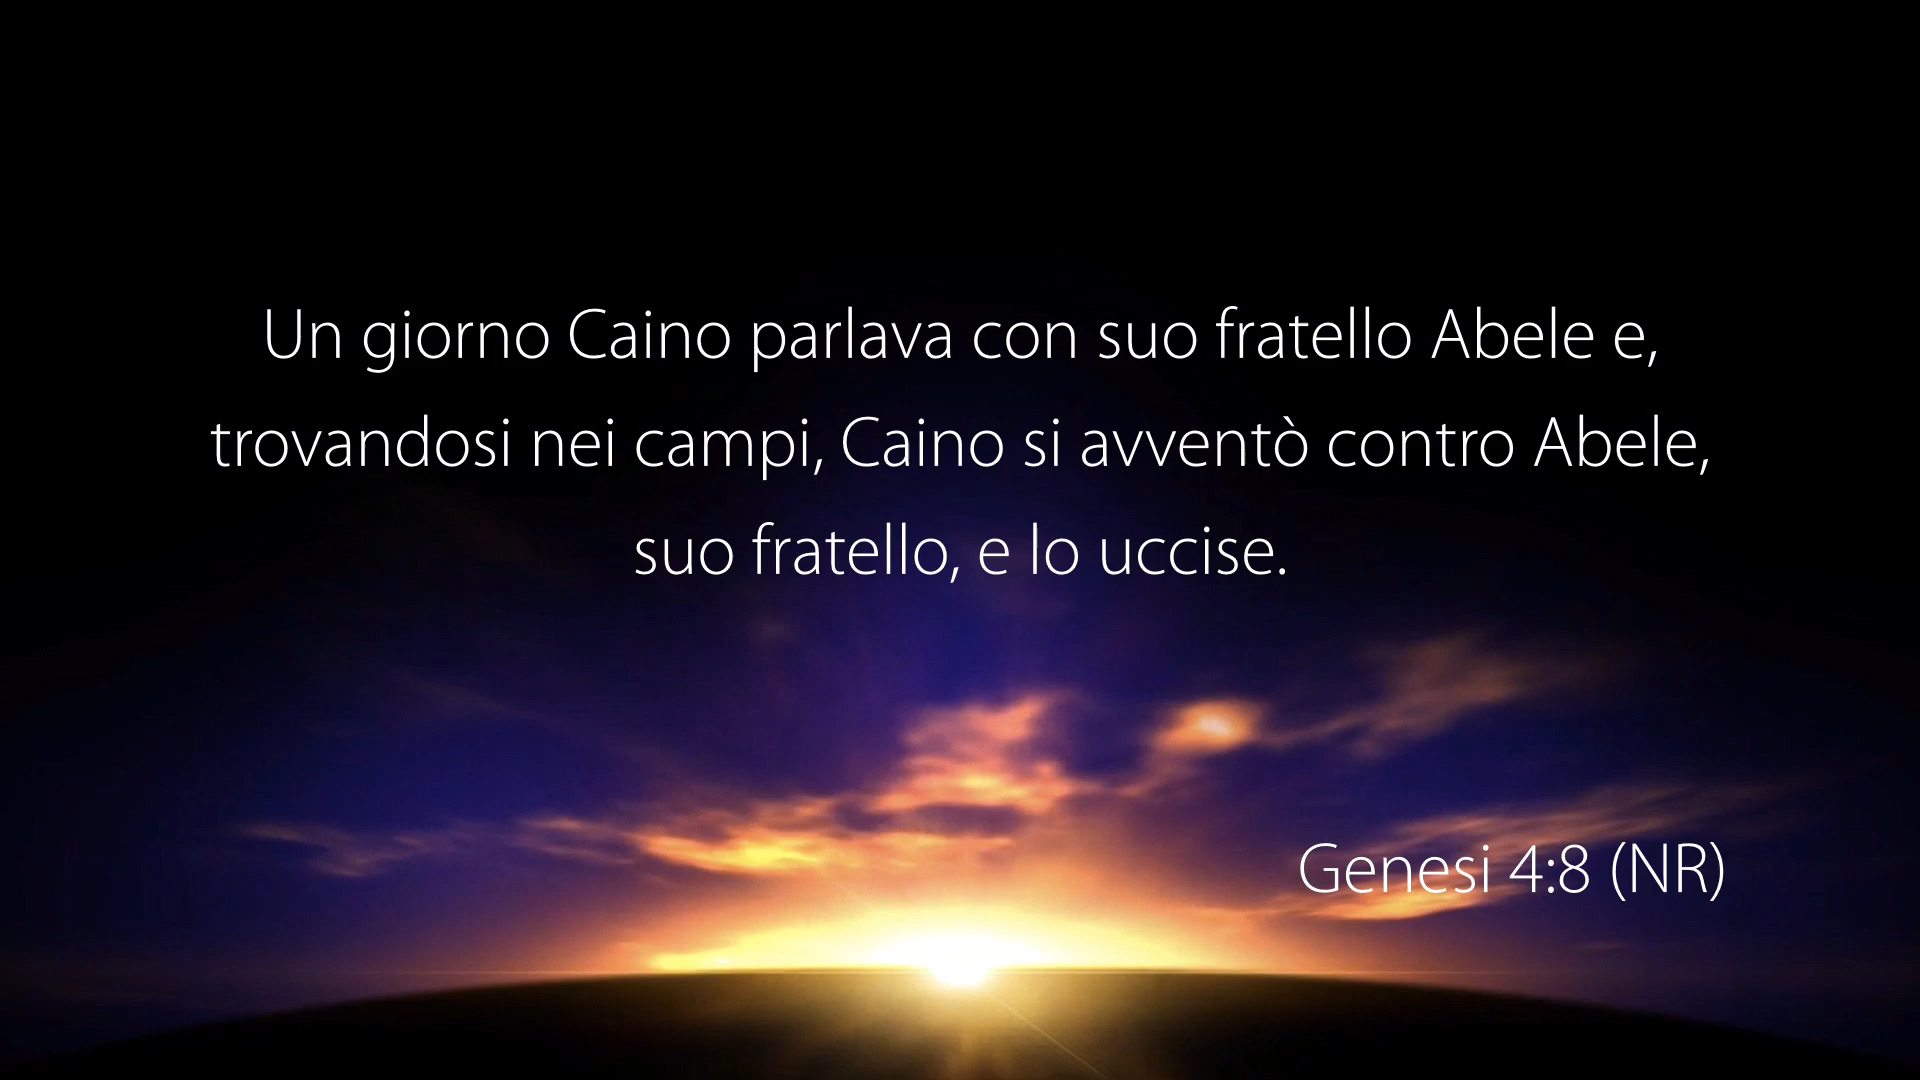 Un giorno Caino parlava con suo fratello Abele e,
trovandosi nei campi, Caino si avventò contro Abele,
suo fratello, e lo uccise.
Genesi 4:8 (NR)